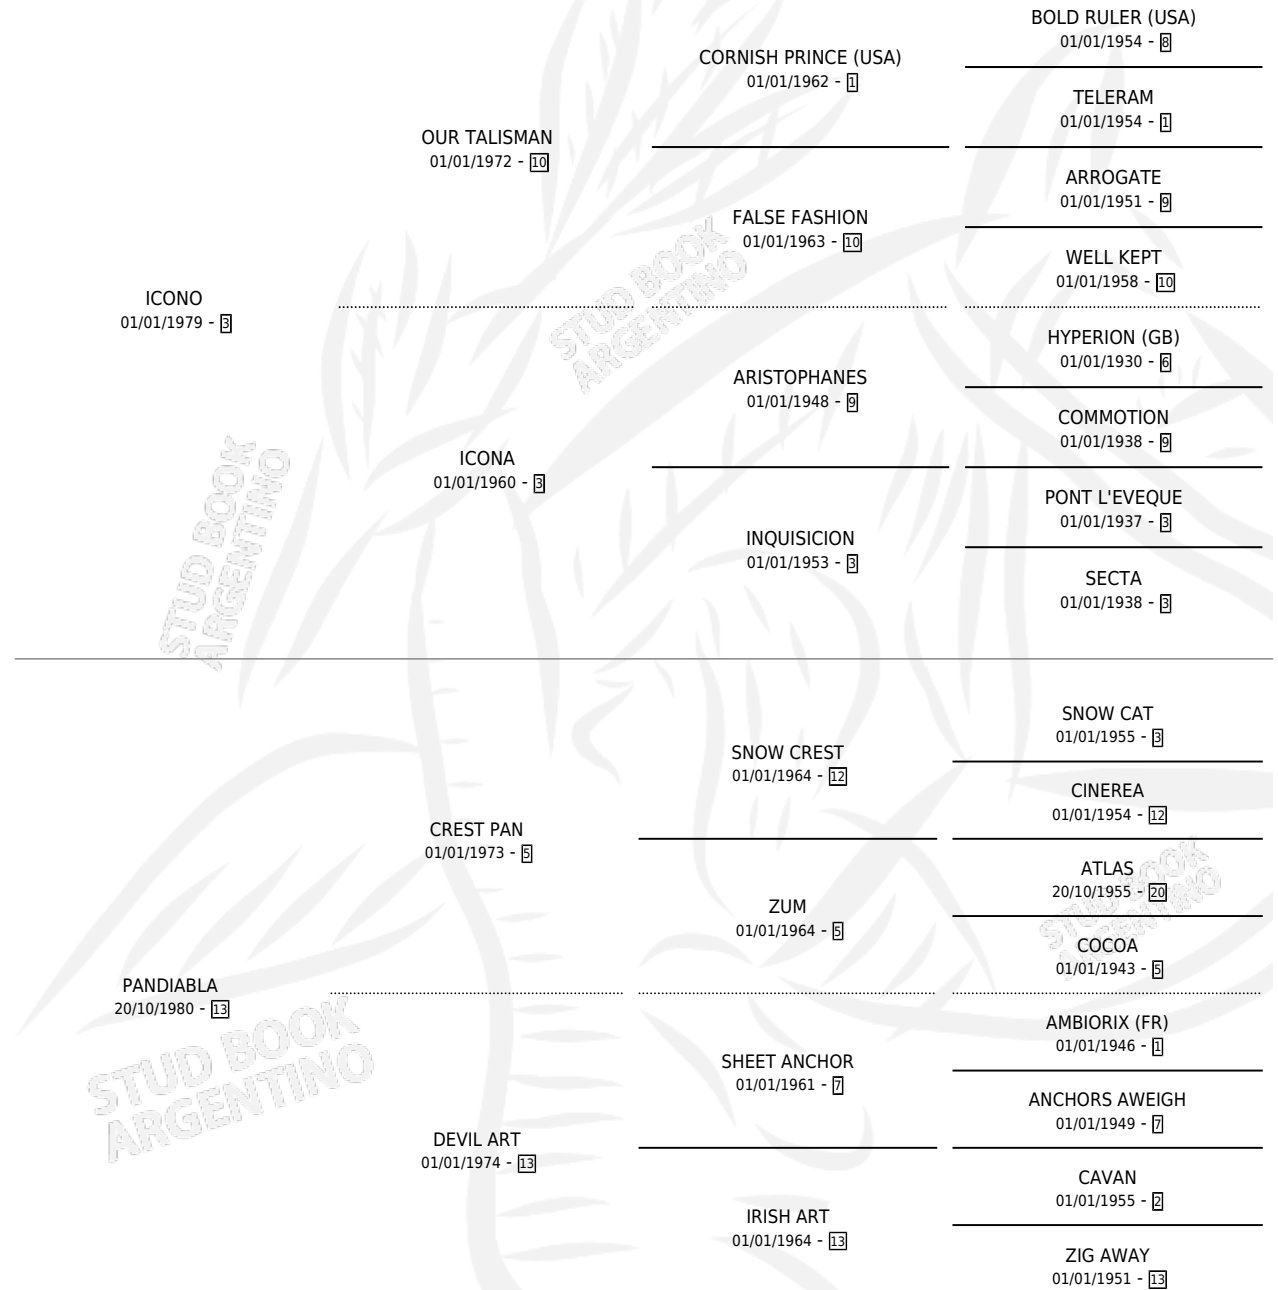 BOLD RULER (USA)
01/01/1954 - 8
CORNISH PRINCE (USA)
01/01/1962 - 1
TELERAM
01/01/1954 - 1
OUR TALISMAN
01/01/1972 - 10
ARROGATE
01/01/1951 - 9
FALSE FASHION
01/01/1963 - 10
WELL KEPT
01/01/1958 - 10
ICONO
01/01/1979 - 3
HYPERION (GB)
01/01/1930 - 6
ARISTOPHANES
01/01/1948 - 9
COMMOTION
01/01/1938 - 9
ICONA
01/01/1960 - 3
PONT L'EVEQUE
01/01/1937 - 3
INQUISICION
01/01/1953 - 3
SECTA
01/01/1938 - 3
SNOW CAT
01/01/1955 - 3
SNOW CREST
01/01/1964 - 12
CINEREA
01/01/1954 - 12
CREST PAN
01/01/1973 - 5
ATLAS
20/10/1955 - 20
ZUM
01/01/1964 - 5
COCOA
01/01/1943 - 5
PANDIABLA
20/10/1980 - 13
AMBIORIX (FR)
01/01/1946 - 1
SHEET ANCHOR
01/01/1961 - 7
ANCHORS AWEIGH
01/01/1949 - 7
DEVIL ART
01/01/1974 - 13
CAVAN
01/01/1955 - 2
IRISH ART
01/01/1964 - 13
ZIG AWAY
01/01/1951 - 13
STUD BOOK
ARGENTINO
STUD BOOK
ARGENTINO
STUD BOOK
ARGENTINO
STUD BOOK
ARGENTINO